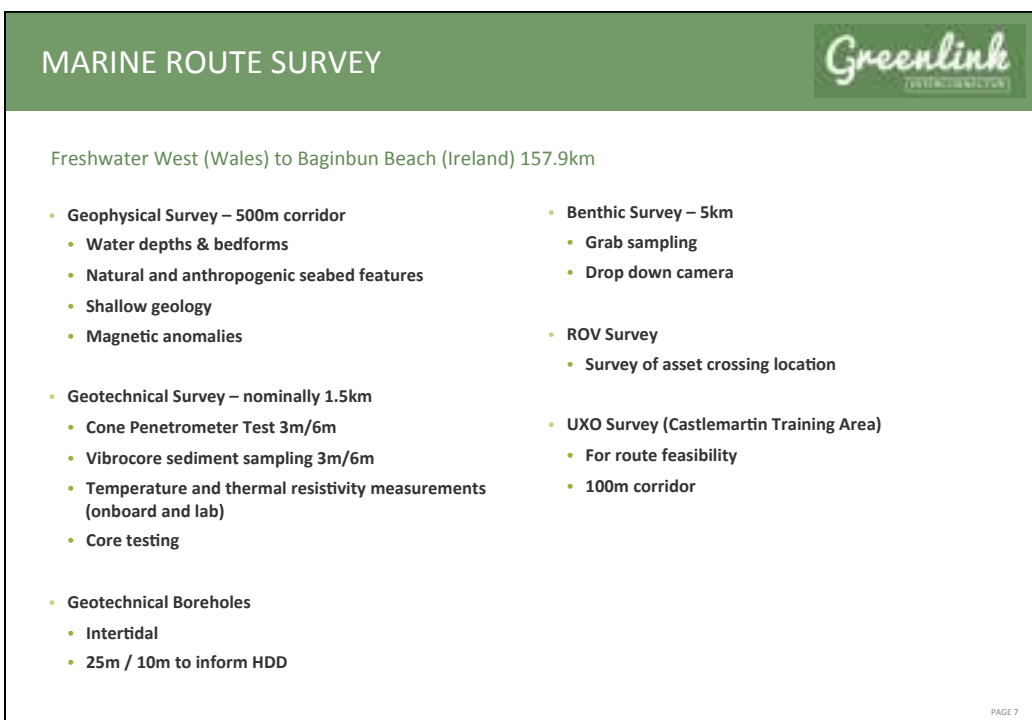 MARINE ROUTE SURVEY
Greenlink
INTERCONNECTOR
Freshwater West (Wales) to Baginbun Beach (Ireland) 157.9km
• Geophysical Survey – 500m corridor
• Water depths & bedforms
• Natural and anthropogenic seabed features
• Shallow geology
• Magnetic anomalies
• Geotechnical Survey – nominally 1.5km
• Cone Penetrometer Test 3m/6m
• Vibrocore sediment sampling 3m/6m
• Temperature and thermal resistivity measurements
(onboard and lab)
• Core testing
• Geotechnical Boreholes
• Intertidal
• 25m / 10m to inform HDD
• Benthic Survey – 5km
• Grab sampling
• Drop down camera
• ROV Survey
• Survey of asset crossing location
• UXO Survey (Castlemartin Training Area)
• For route feasibility
• 100m corridor
PAGE 7